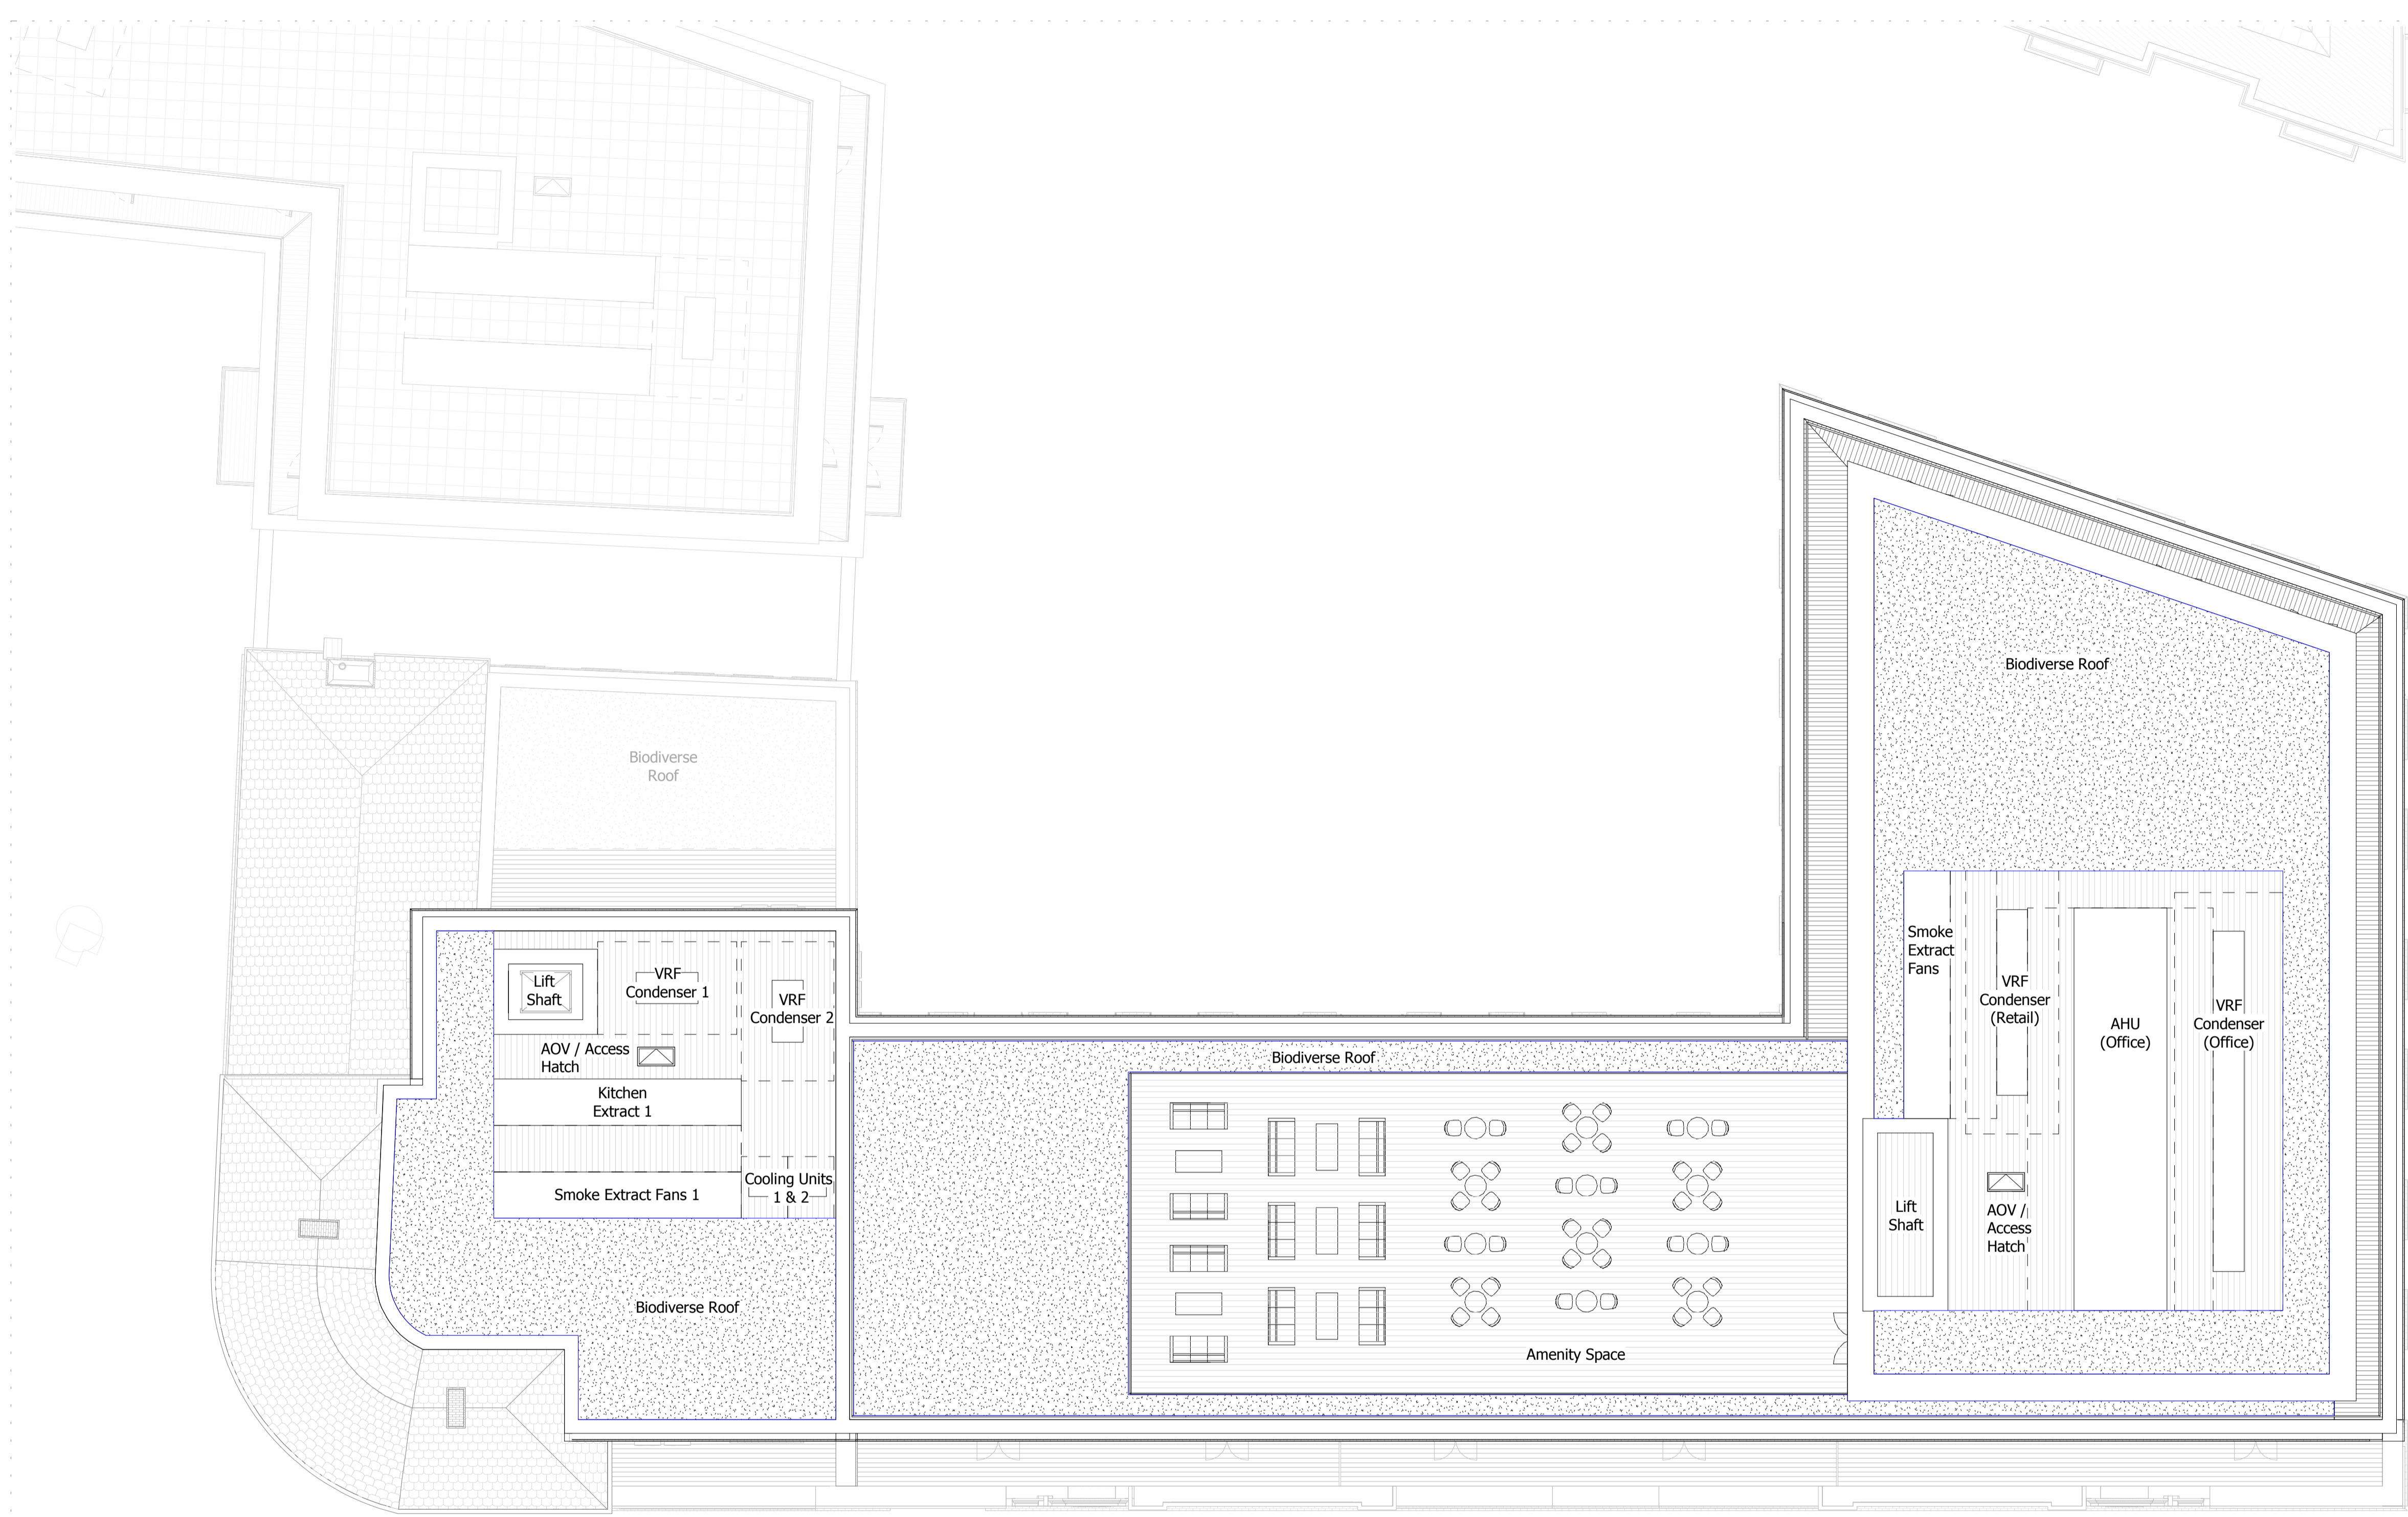 Biodiverse Roof
Biodiverse
Roof
Smoke
Extract
Fans
VRF
Condenser
(Retail)
AHU
(Office)
VRF
Condenser
(Office)
Lift
Shaft
VRF
Condenser 1
VRF
Condenser 2
AOV / Access
Hatch
Biodiverse Roof
Kitchen
Extract 1
Cooling Units
1 & 2
Smoke Extract Fans 1
Lift
Shaft
AOV /
Access
Hatch
Biodiverse Roof
Amenity Space